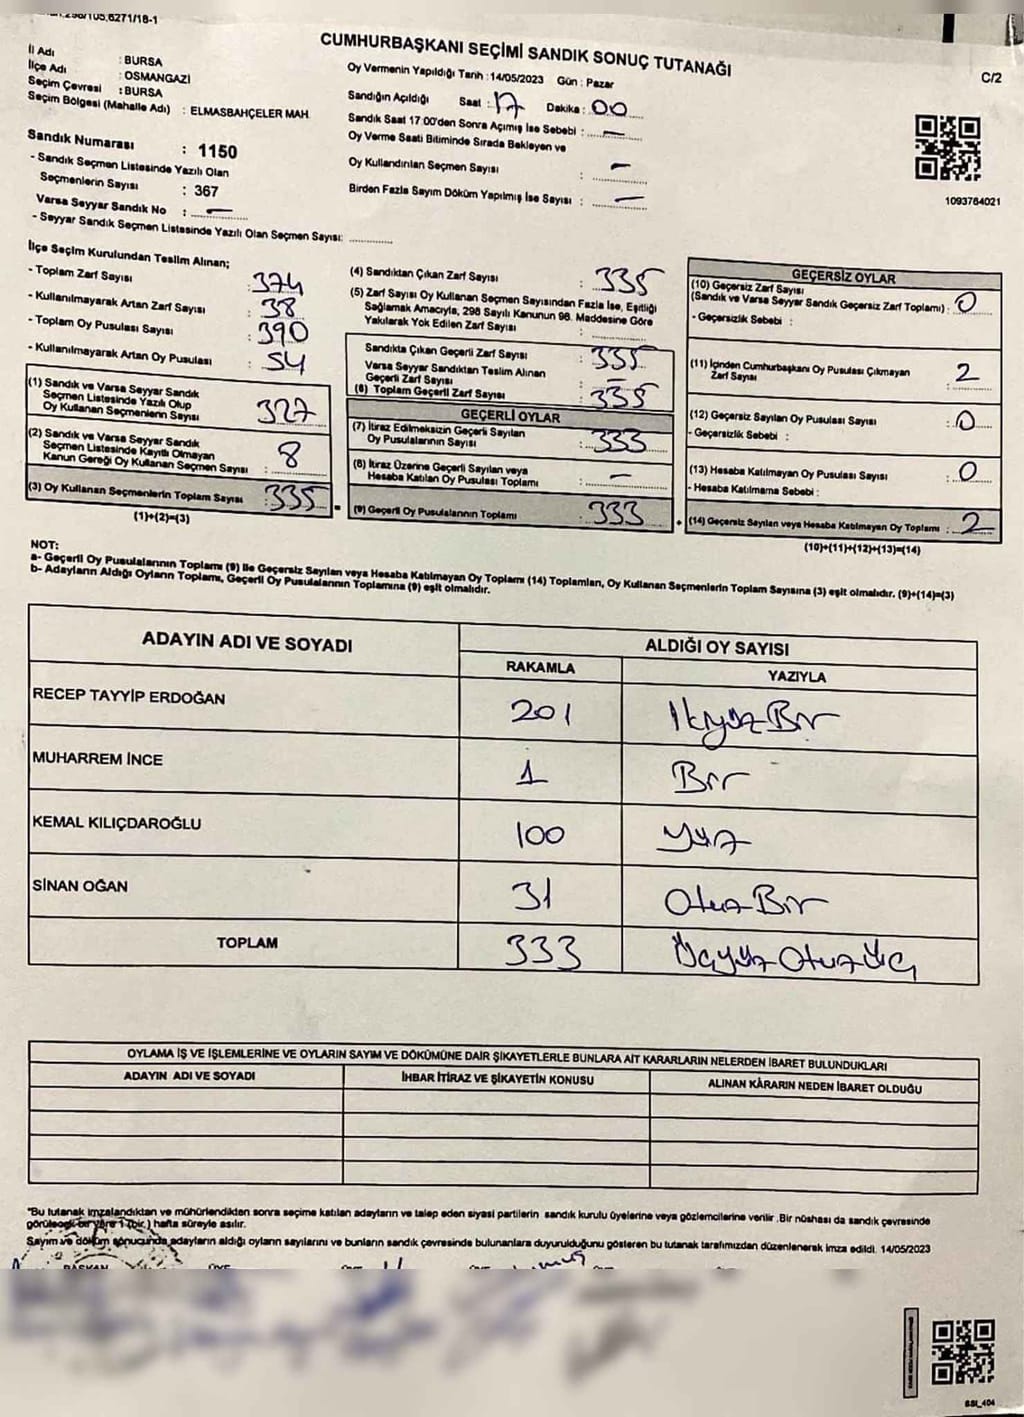 CUMHURBAŞKANI SEÇİMİ SANDIK SONUÇ TUTANAĞI
C/2
İl Adı : BURSA
İlçe Adı : OSMANGAZİ
Seçim Çevresi : BURSA
Seçim Bölgesi (Mahalle Adı) : ELMASBAHÇELER MAH.
Sandık Numarası : 1150
- Sandık Seçmen Listesinde Yazılı Olan
Seçmenlerin Sayısı : 367
Varsa Seyyar Sandık No : —
- Seyyar Sandık Seçmen Listesinde Yazılı Olan Seçmen Sayısı: ............
Oy Vermenin Yapıldığı Tarih : 14/05/2023 Gün : Pazar
Sandığın Açıldığı Saat : 17 Dakika : 00
Sandık Saat 17:00'den Sonra Açımış İse Sebebi : —
Oy Verme Saati Bitiminde Sırada Bekleyen ve
Oy Kullandırılan Seçmen Sayısı : —
Birden Fazla Sayım Döküm Yapılmış İse Sayısı : —
1093764021
İlçe Seçim Kurulundan Teslim Alınan;
- Toplam Zarf Sayısı : 374
- Kullanılmayarak Artan Zarf Sayısı : 38
- Toplam Oy Pusulası Sayısı : 390
- Kullanılmayarak Artan Oy Pusulası : 54
(1) Sandık ve Varsa Seyyar Sandık
Seçmen Listesinde Yazılı Olup
Oy Kullanan Seçmenlerin Sayısı : 327
(2) Sandık ve Varsa Seyyar Sandık
Seçmen Listesinde Kayıtlı Olmayan
Kanun Gereği Oy Kullanan Seçmen Sayısı : 8
(3) Oy Kullanan Seçmenlerin Toplam Sayısı : 335
(1)+(2)=(3)
=
(4) Sandıktan Çıkan Zarf Sayısı : 335
(5) Zarf Sayısı Oy Kullanan Seçmen Sayısından Fazla İse, Eşitliği
Sağlamak Amacıyla, 298 Sayılı Kanunun 98. Maddesine Göre
Yakılarak Yok Edilen Zarf Sayısı :
Sandıkta Çıkan Geçerli Zarf Sayısı : 335
Varsa Seyyar Sandıktan Teslim Alınan
Geçerli Zarf Sayısı : —
(6) Toplam Geçerli Zarf Sayısı : 335
GEÇERLİ OYLAR
(7) İtiraz Edilmeksizin Geçerli Sayılan
Oy Pusulalarının Sayısı : 333
(8) İtiraz Üzerine Geçerli Sayılan veya
Hesaba Katılan Oy Pusulası Toplamı : —
(9) Geçerli Oy Pusulalarının Toplamı : 333
+
GEÇERSİZ OYLAR
(10) Geçersiz Zarf Sayısı
(Sandık ve Varsa Seyyar Sandık Geçersiz Zarf Toplamı) : 0
- Geçersizlik Sebebi :
(11) İçinden Cumhurbaşkanı Oy Pusulası Çıkmayan
Zarf Sayısı : 2
(12) Geçersiz Sayılan Oy Pusulası Sayısı : 0
- Geçersizlik Sebebi :
(13) Hesaba Katılmayan Oy Pusulası Sayısı : 0
- Hesaba Katılmama Sebebi :
(14) Geçersiz Sayılan veya Hesaba Katılmayan Oy Toplamı : 2
(10)+(11)+(12)+(13)=(14)
NOT:
a- Geçerli Oy Pusulalarının Toplamı (9) ile Geçersiz Sayılan veya Hesaba Katılmayan Oy Toplamı (14) Toplamları, Oy Kullanan Seçmenlerin Toplam Sayısına (3) eşit olmalıdır. (9)+(14)=(3)
b- Adayların Aldığı Oyların Toplamı, Geçerli Oy Pusulalarının Toplamına (9) eşit olmalıdır.
ADAYIN ADI VE SOYADI ALDIĞI OY SAYISI
RAKAMLA YAZIYLA
RECEP TAYYİP ERDOĞAN 201 İkiyüzBir
MUHARREM İNCE 1 Bir
KEMAL KILIÇDAROĞLU 100 yüz
SİNAN OĞAN 31 OtuzBir
TOPLAM 333 ÜçyüzOtuzÜç
OYLAMA İŞ VE İŞLEMLERİNE VE OYLARIN SAYIM VE DÖKÜMÜNE DAİR ŞİKAYETLERLE BUNLARA AİT KARARLARIN NELERDEN İBARET BULUNDUKLARI
ADAYIN ADI VE SOYADI İHBAR İTİRAZ VE ŞİKAYETİN KONUSU ALINAN KÂRARIN NEDEN İBARET OLDUĞU
"Bu tutanak imzalandıktan ve mühürlendikten sonra seçime katılan adayların ve talep eden siyasi partilerin sandık kurulu üyelerine veya gözlemcilerine verilir .Bir nüshası da sandık çevresinde
görülecek bir yere 1 (bir.) hafta süreyle asılır.
Sayım ve döküm sonucunda adayların aldığı oyların sayılarını ve bunların sandık çevresinde bulunanlara duyurulduğunu gösteren bu tutanak tarafımızdan düzenlenerek imza edildi. 14/05/2023
BAŞKAN
SSI_404